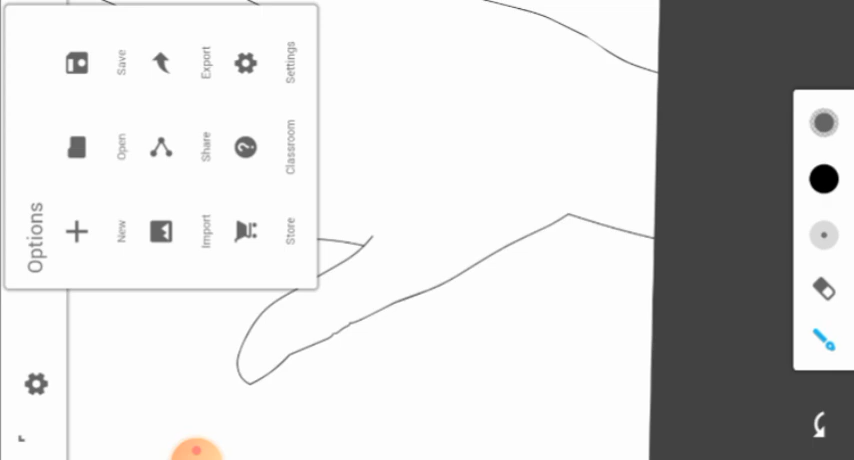 Options
New
Open
Save
Import
Share
Export
Store
Classroom
Settings